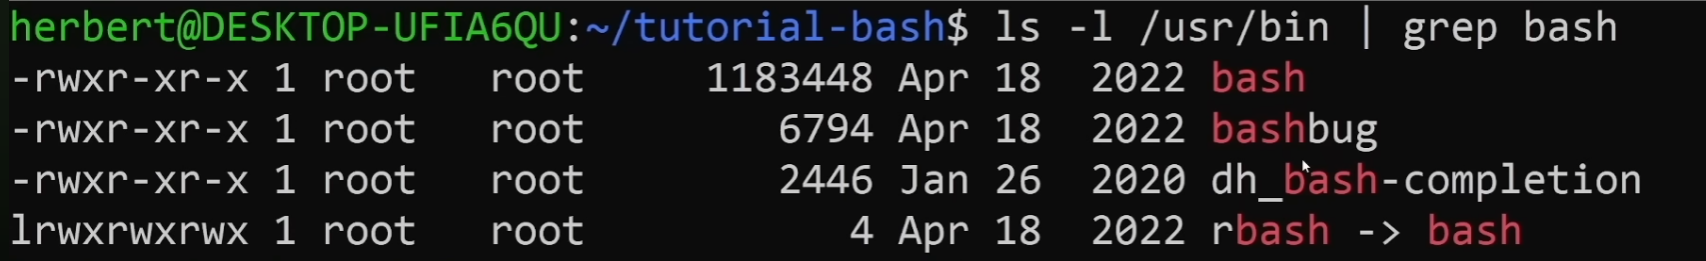 herbert@DESKTOP-UFIA6QU:~/tutorial-bash$ ls -l /usr/bin | grep bash
-rwxr-xr-x 1 root   root     1183448 Apr 18  2022 bash
-rwxr-xr-x 1 root   root        6794 Apr 18  2022 bashbug
-rwxr-xr-x 1 root   root        2446 Jan 26  2020 dh_bash-completion
lrwxrwxrwx 1 root   root           4 Apr 18  2022 rbash -> bash